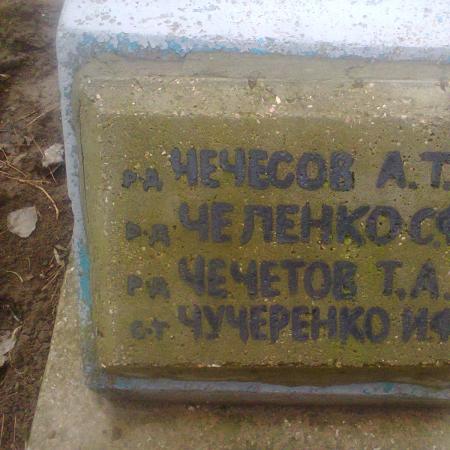 р-д ЧЕЧЕСОВ А.Т.
р-д ЧЕЛЕНКО С.Ф
р-д ЧЕЧЕТОВ Т.А.
с-т ЧУЧЕРЕНКО И.Ф